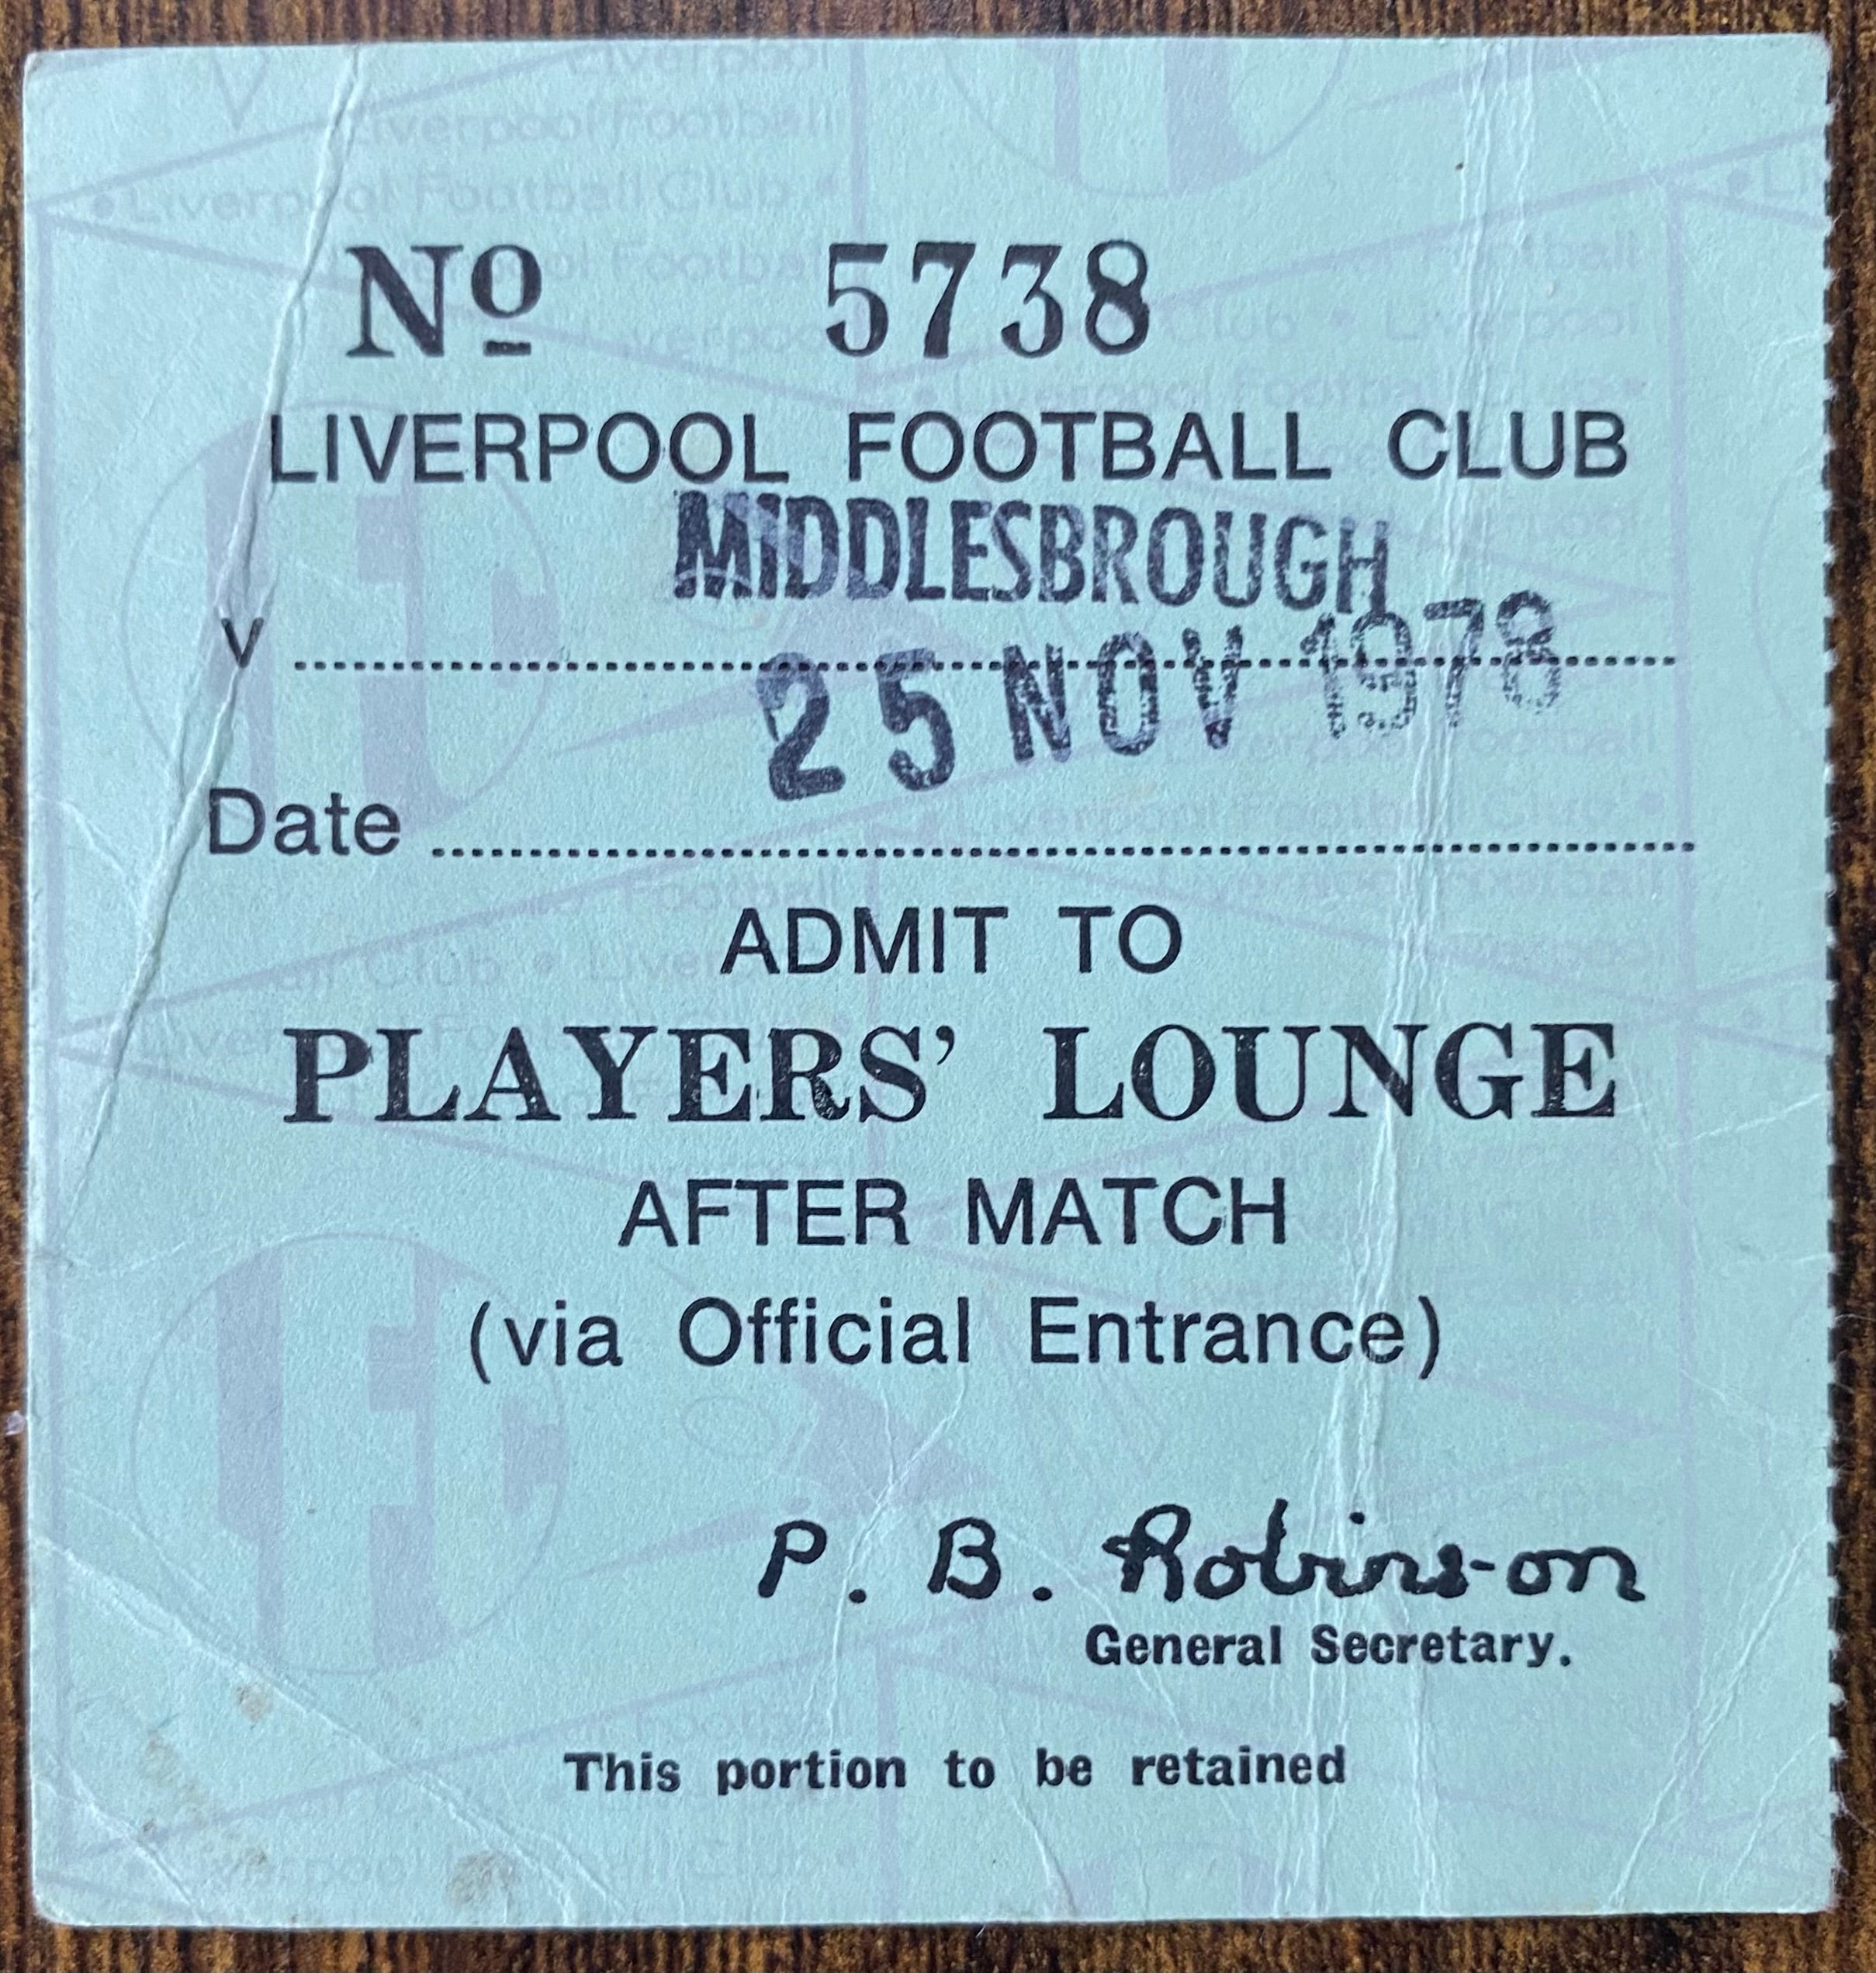 Nº 5738
LIVERPOOL FOOTBALL CLUB
MIDDLESBROUGH
v
25 NOV 1978
Date
ADMIT TO
PLAYERS' LOUNGE
AFTER MATCH
(via Official Entrance)
P. B. Robinson
General Secretary.
This portion to be retained